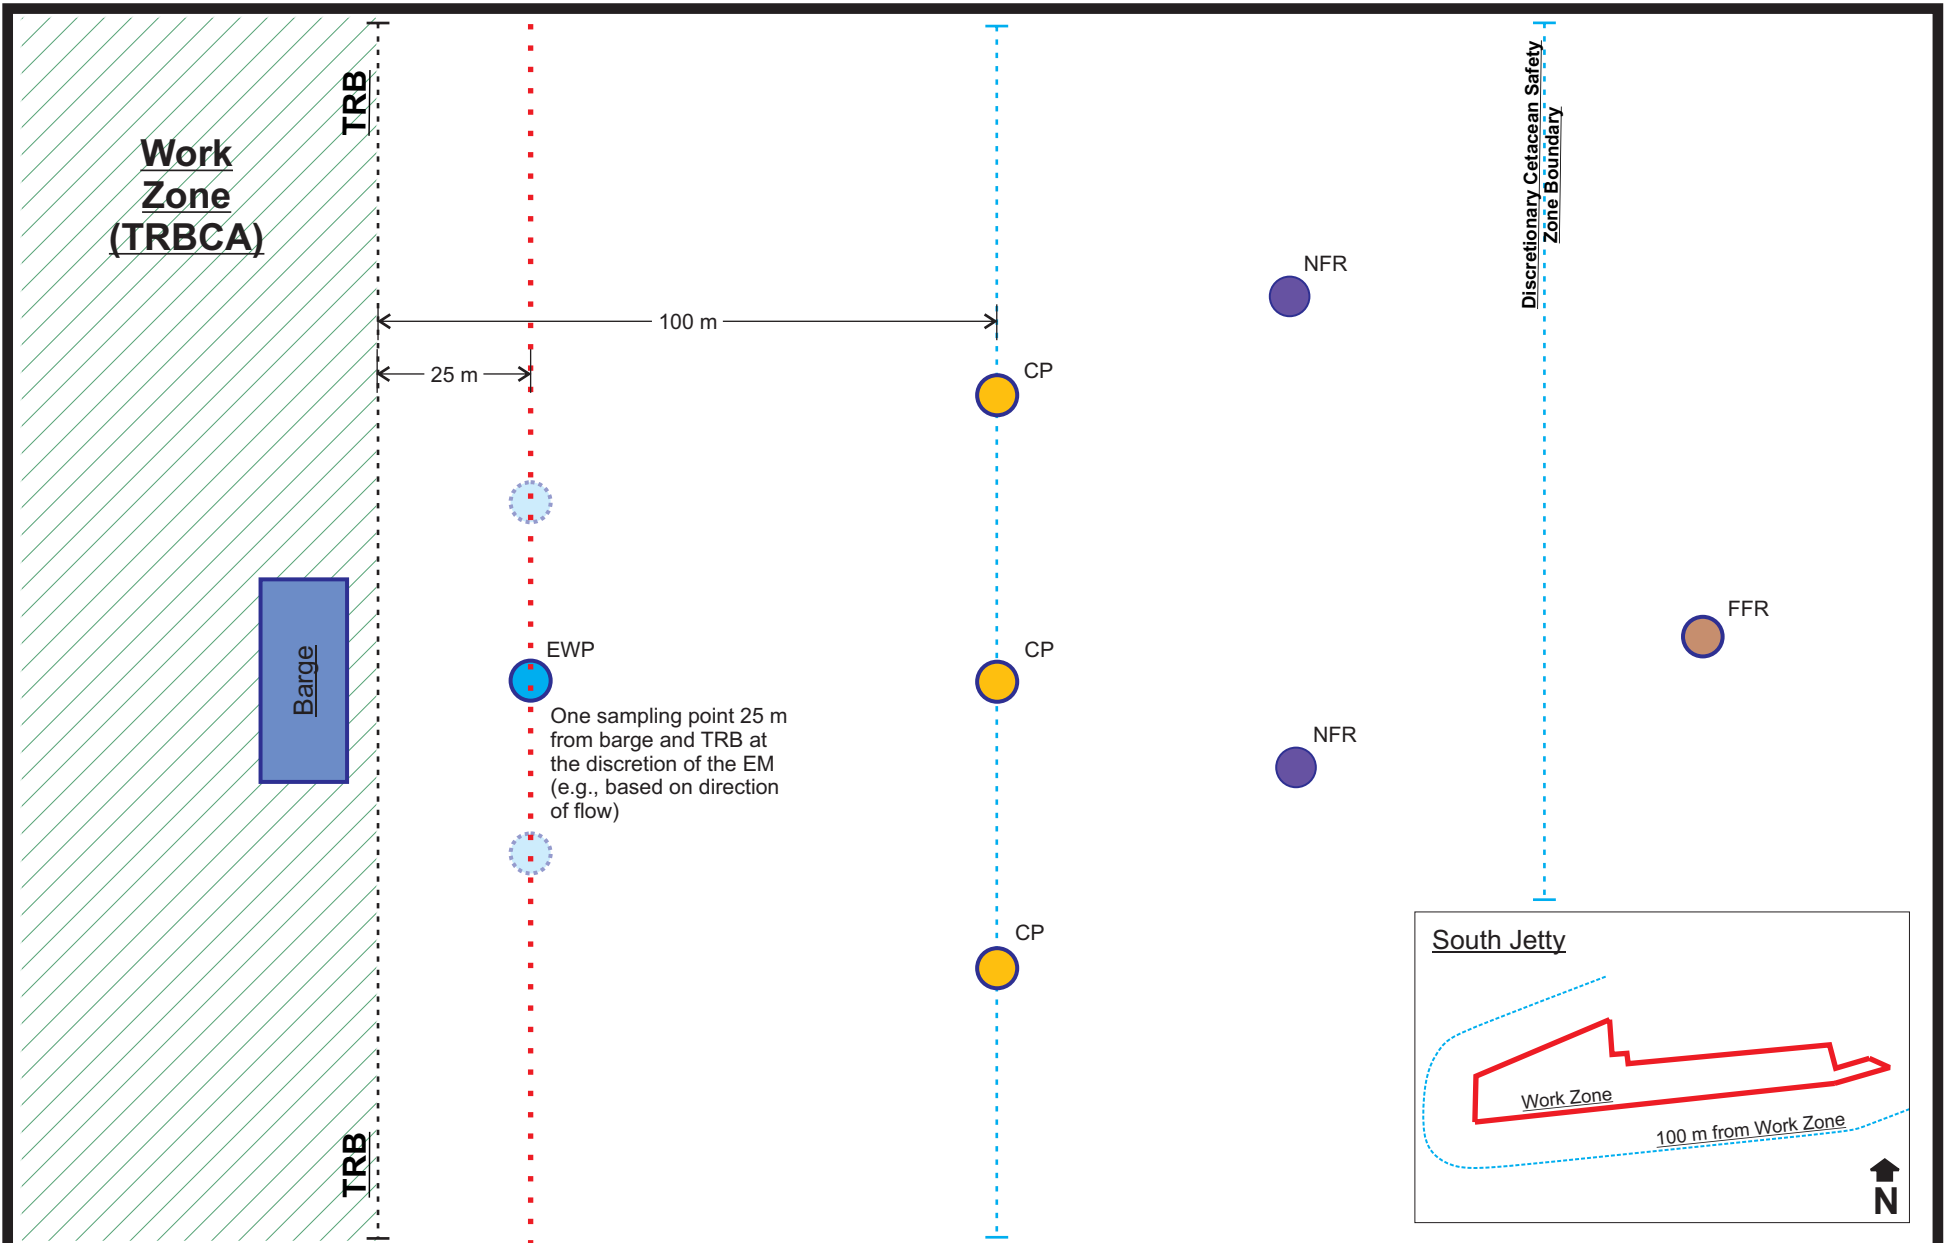 TRB
Work
Zone
(TRBCA)
Discretionary Cetacean Safety
Zone Boundary
NFR
100 m
25 m
CP
FFR
EWP
CP
Barge
One sampling point 25 m
from barge and TRB at
the discretion of the EM
(e.g., based on direction
of flow)
NFR
CP
TRB
South Jetty
Work Zone
100 m from Work Zone
N